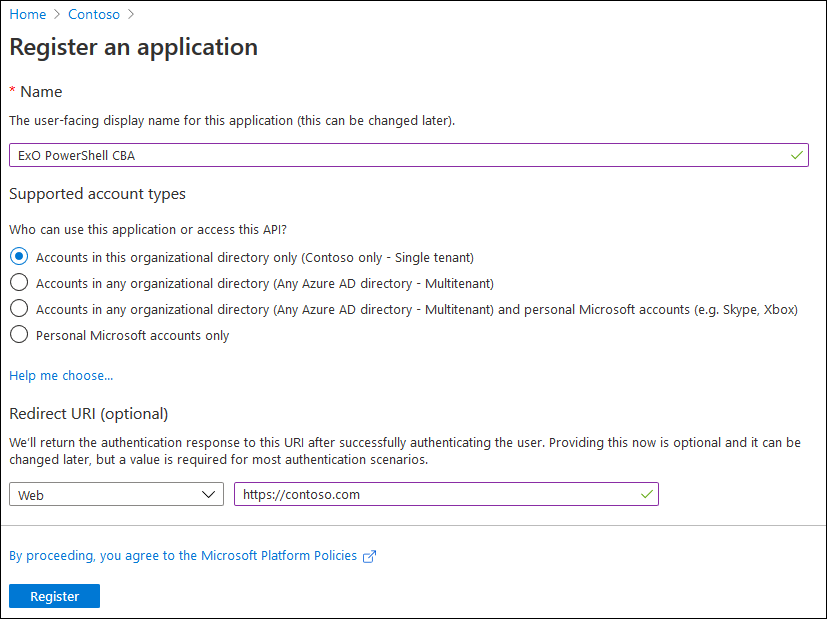 Home > Contoso >
Register an application
* Name
The user-facing display name for this application (this can be changed later).
ExO PowerShell CBA
Supported account types
Who can use this application or access this API?
Accounts in this organizational directory only (Contoso only - Single tenant)
Accounts in any organizational directory (Any Azure AD directory - Multitenant)
Accounts in any organizational directory (Any Azure AD directory - Multitenant) and personal Microsoft accounts (e.g. Skype, Xbox)
Personal Microsoft accounts only
Help me choose...
Redirect URI (optional)
We'll return the authentication response to this URI after successfully authenticating the user. Providing this now is optional and it can be
changed later, but a value is required for most authentication scenarios.
Web https://contoso.com
By proceeding, you agree to the Microsoft Platform Policies
Register